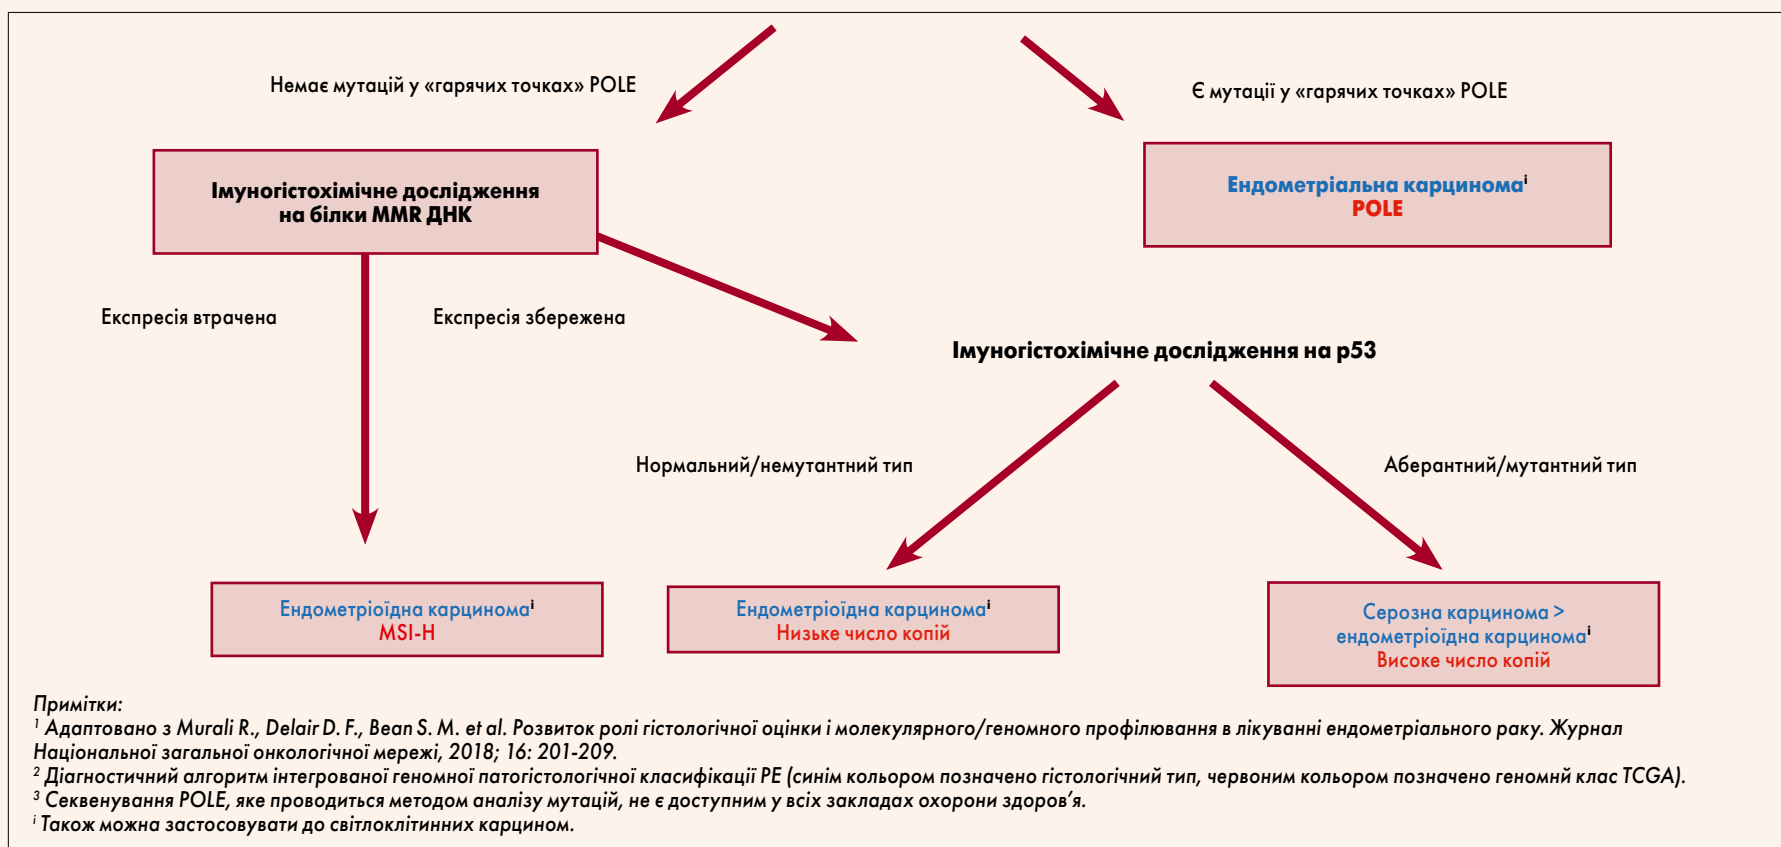 Немає мутацій у «гарячих точках» POLE
Є мутації у «гарячих точках» POLE
Імуногістохімічне дослідження
на білки MMR ДНК
Ендометріальна карциномаⁱ
POLE
Експресія втрачена
Експресія збережена
Імуногістохімічне дослідження на p53
Нормальний/немутантний тип
Аберантний/мутантний тип
Ендометріоїдна карциномаⁱ
MSI-H
Ендометріоїдна карциномаⁱ
Низьке число копій
Серозна карцинома >
ендометріоїдна карциномаⁱ
Високе число копій
Примітки:
¹ Адаптовано з Murali R., Delair D. F., Bean S. M. et al. Розвиток ролі гістологічної оцінки і молекулярного/геномного профілювання в лікуванні ендометріального раку. Журнал
Національної загальної онкологічної мережі, 2018; 16: 201-209.
² Діагностичний алгоритм інтегрованої геномної патогістологічної класифікації РЕ (синім кольором позначено гістологічний тип, червоним кольором позначено геномнй клас TCGA).
³ Секвенування POLE, яке проводиться методом аналізу мутацій, не є доступним у всіх закладах охорони здоров’я.
ⁱ Також можна застосовувати до світлоклітинних карцином.